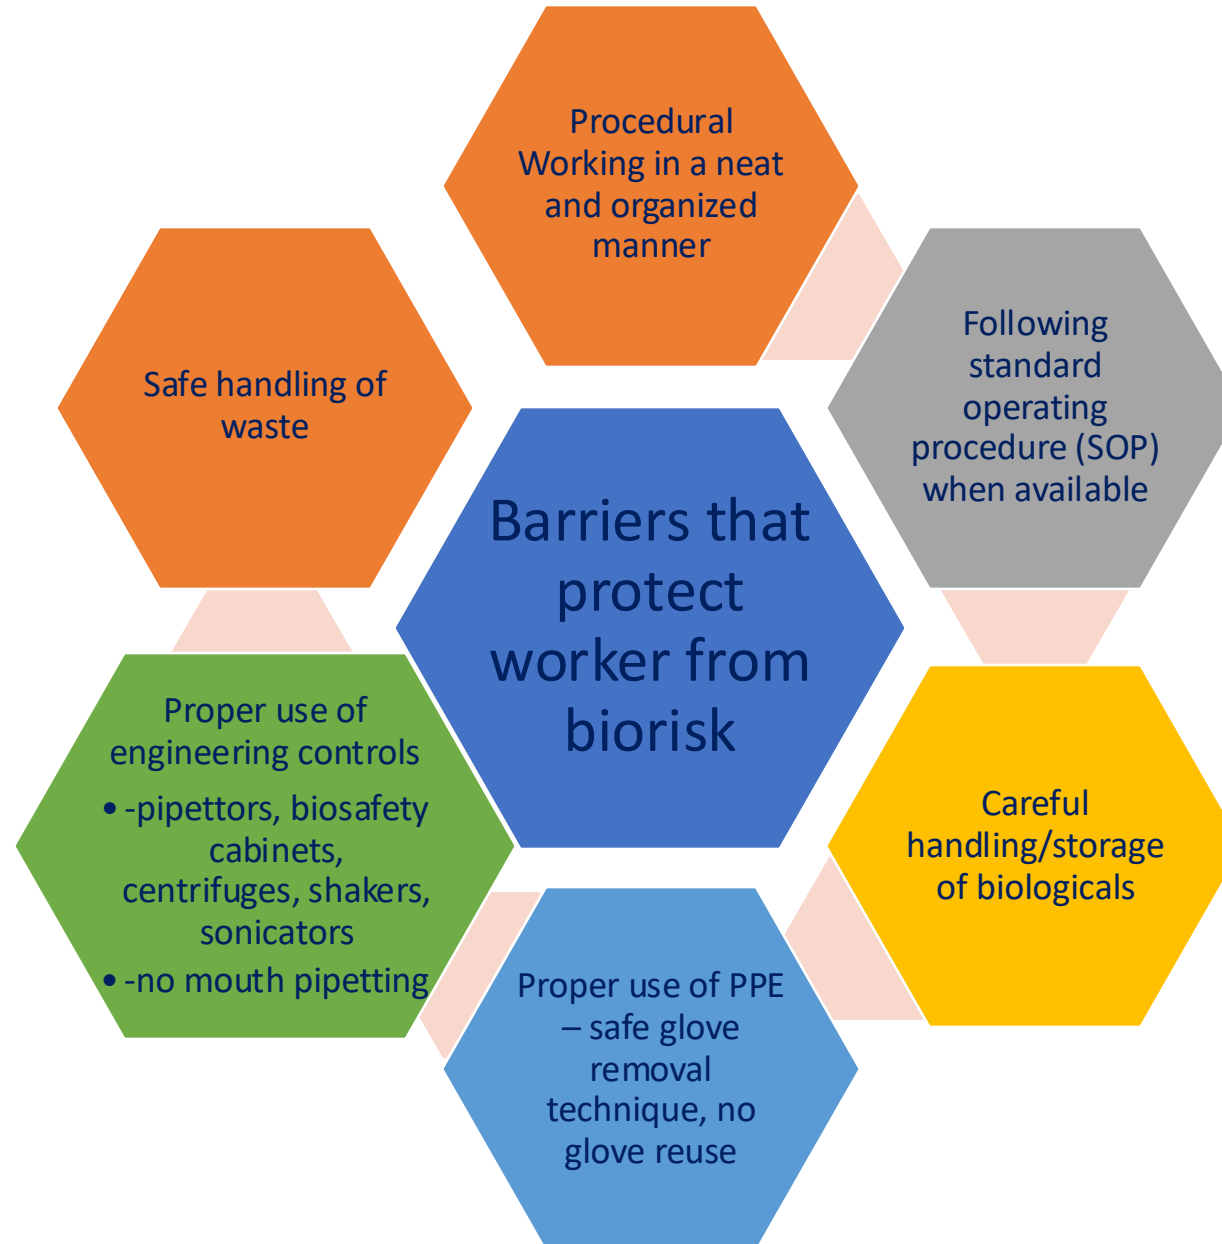 Procedural
Working in a neat
and organized
manner
Following
standard
operating
procedure (SOP)
when available
Careful
handling/storage
of biologicals
Proper use of PPE
– safe glove
removal
technique, no
glove reuse
Proper use of
engineering controls
• -pipettors, biosafety
cabinets,
centrifuges, shakers,
sonicators
• -no mouth pipetting
Safe handling of
waste
Barriers that
protect
worker from
biorisk